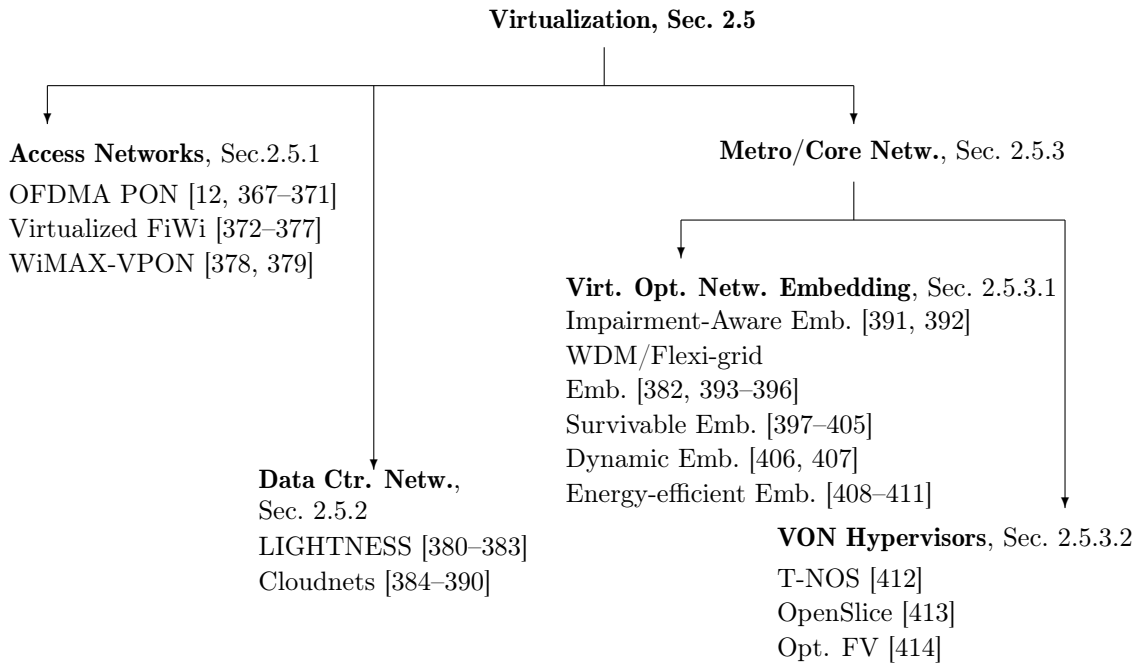 Virtualization, Sec. 2.5
Access Networks, Sec.2.5.1
OFDMA PON [12, 367–371]
Virtualized FiWi [372–377]
WiMAX-VPON [378, 379]
Data Ctr. Netw.,
Sec. 2.5.2
LIGHTNESS [380–383]
Cloudnets [384–390]
Metro/Core Netw., Sec. 2.5.3
Virt. Opt. Netw. Embedding, Sec. 2.5.3.1
Impairment-Aware Emb. [391, 392]
WDM/Flexi-grid
Emb. [382, 393–396]
Survivable Emb. [397–405]
Dynamic Emb. [406, 407]
Energy-efficient Emb. [408–411]
VON Hypervisors, Sec. 2.5.3.2
T-NOS [412]
OpenSlice [413]
Opt. FV [414]